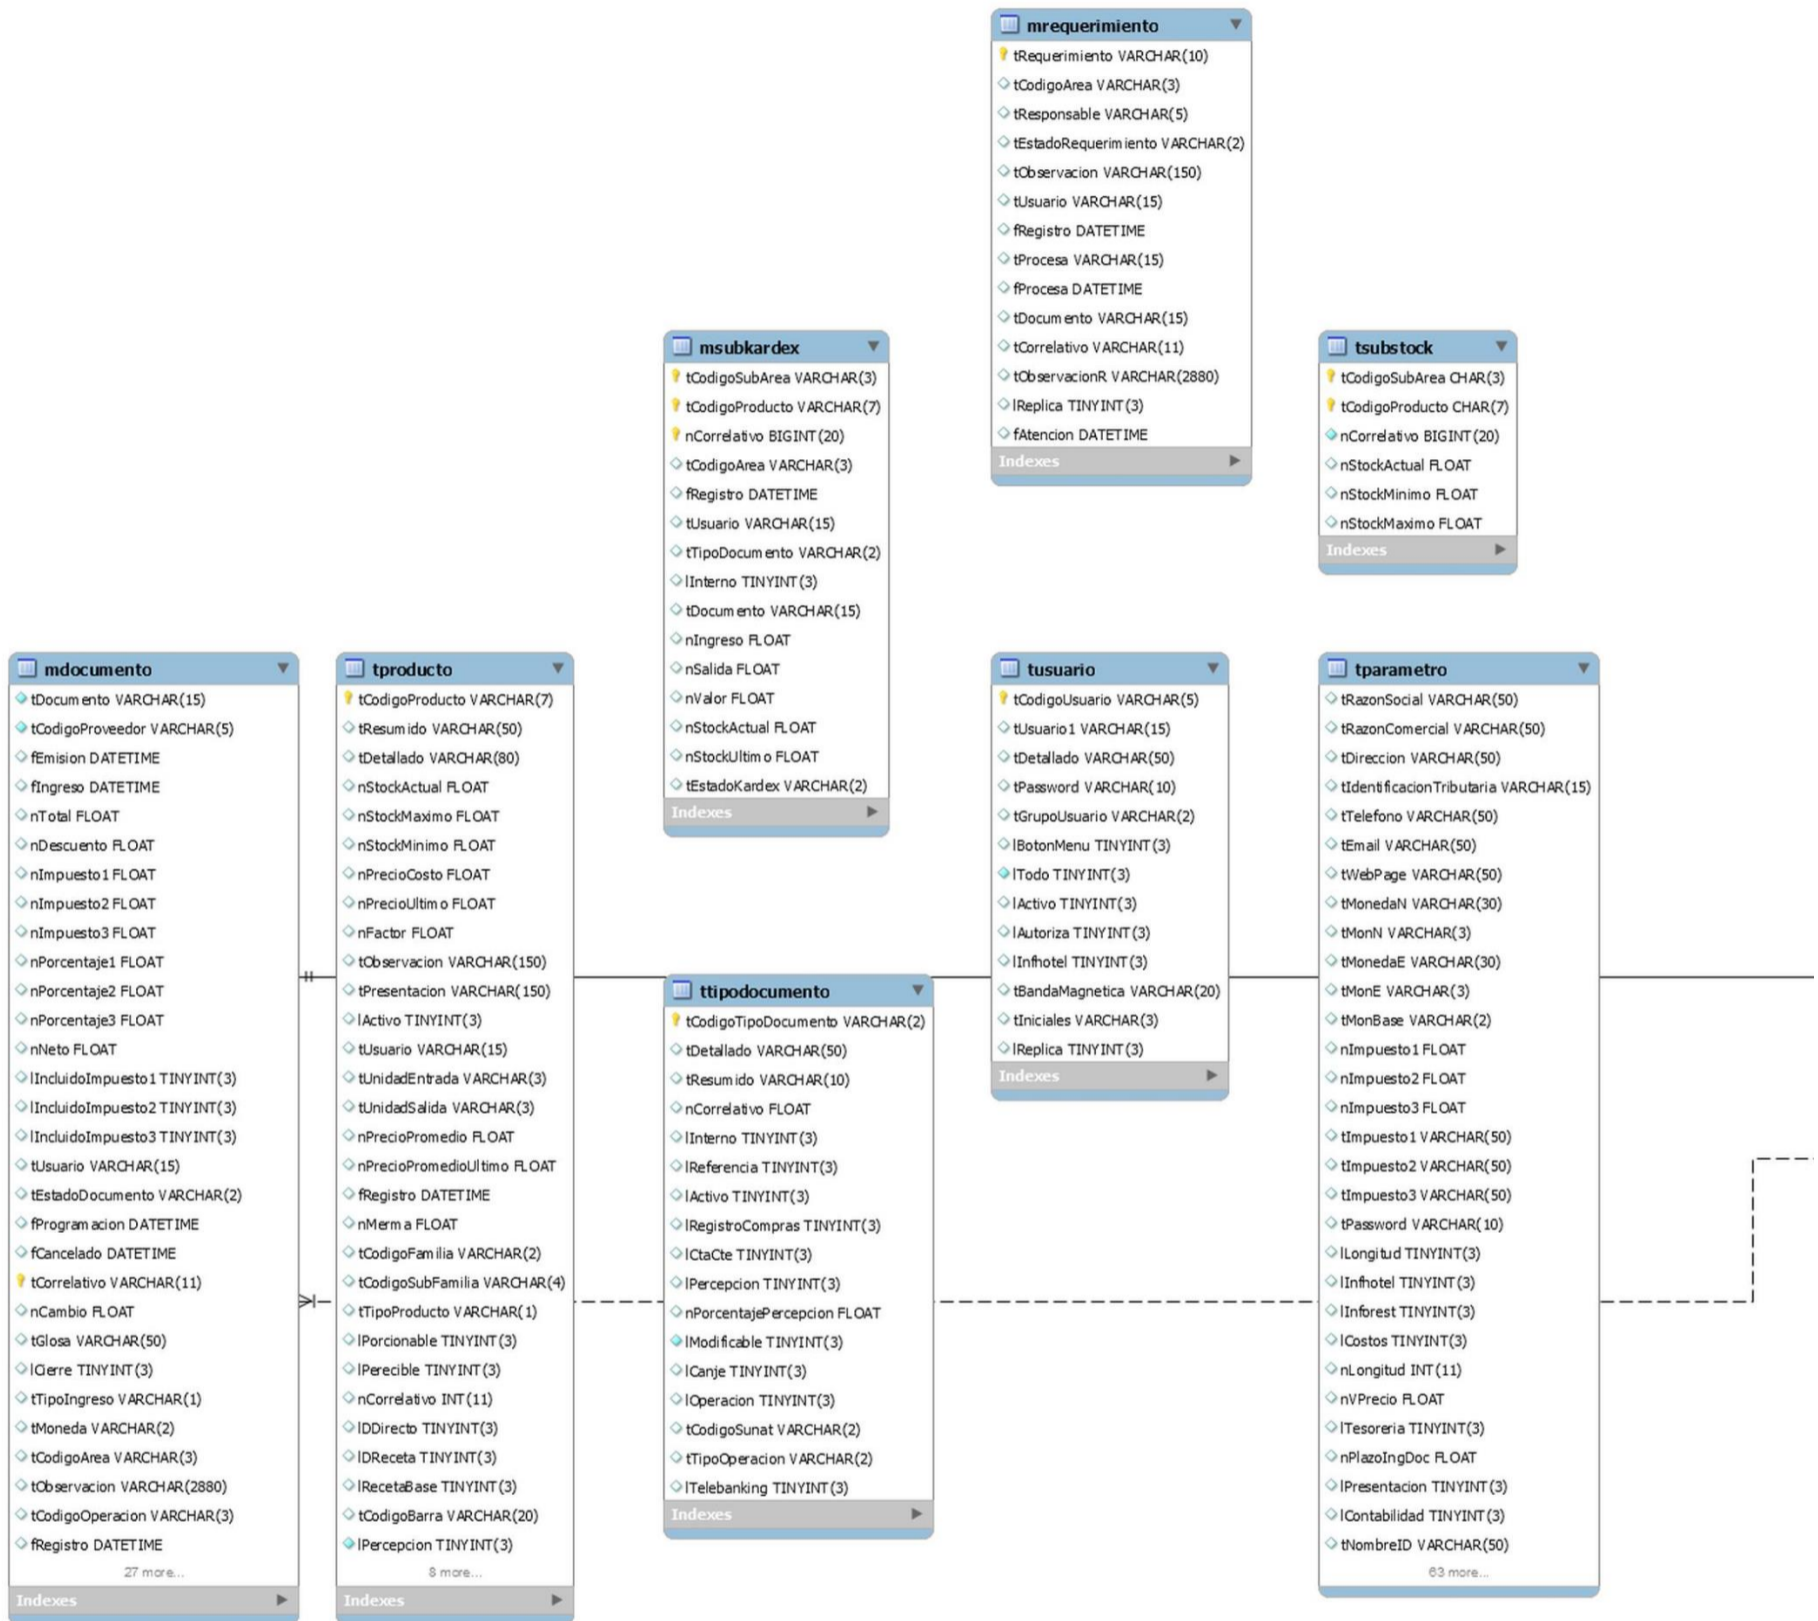 mrequerimiento
tRequerimiento VARCHAR(10)
tCodigoArea VARCHAR(3)
tResponsable VARCHAR(5)
tEstadoRequerimiento VARCHAR(2)
tObservacion VARCHAR(150)
tUsuario VARCHAR(15)
fRegistro DATETIME
tProcesa VARCHAR(15)
fProcesa DATETIME
tDocumento VARCHAR(15)
tCorrelativo VARCHAR(11)
tObservacionR VARCHAR(2880)
lReplica TINYINT(3)
fAtencion DATETIME
Indexes
msubkardex
tCodigoSubArea VARCHAR(3)
tCodigoProducto VARCHAR(7)
nCorrelativo BIGINT(20)
tCodigoArea VARCHAR(3)
fRegistro DATETIME
tUsuario VARCHAR(15)
tTipoDocumento VARCHAR(2)
lInterno TINYINT(3)
tDocumento VARCHAR(15)
nIngreso FLOAT
nSalida FLOAT
nValor FLOAT
nStockActual FLOAT
nStockUltimo FLOAT
tEstadoKardex VARCHAR(2)
Indexes
tsubstock
tCodigoSubArea CHAR(3)
tCodigoProducto CHAR(7)
nCorrelativo BIGINT(20)
nStockActual FLOAT
nStockMinimo FLOAT
nStockMaximo FLOAT
Indexes
mdocumento
tDocumento VARCHAR(15)
tCodigoProveedor VARCHAR(5)
fEmision DATETIME
fIngreso DATETIME
nTotal FLOAT
nDescuento FLOAT
nImpuesto1 FLOAT
nImpuesto2 FLOAT
nImpuesto3 FLOAT
nPorcentaje1 FLOAT
nPorcentaje2 FLOAT
nPorcentaje3 FLOAT
nNeto FLOAT
lIncluidoImpuesto1 TINYINT(3)
lIncluidoImpuesto2 TINYINT(3)
lIncluidoImpuesto3 TINYINT(3)
tUsuario VARCHAR(15)
tEstadoDocumento VARCHAR(2)
fProgramacion DATETIME
fCancelado DATETIME
tCorrelativo VARCHAR(11)
nCambio FLOAT
tGlosa VARCHAR(50)
lCierre TINYINT(3)
tTipoIngreso VARCHAR(1)
tMoneda VARCHAR(2)
tCodigoArea VARCHAR(3)
tObservacion VARCHAR(2880)
tCodigoOperacion VARCHAR(3)
fRegistro DATETIME
27 more...
Indexes
tproducto
tCodigoProducto VARCHAR(7)
tResumido VARCHAR(50)
tDetallado VARCHAR(80)
nStockActual FLOAT
nStockMaximo FLOAT
nStockMinimo FLOAT
nPrecioCosto FLOAT
nPrecioUltimo FLOAT
nFactor FLOAT
tObservacion VARCHAR(150)
tPresentacion VARCHAR(150)
lActivo TINYINT(3)
tUsuario VARCHAR(15)
tUnidadEntrada VARCHAR(3)
tUnidadSalida VARCHAR(3)
nPrecioPromedio FLOAT
nPrecioPromedioUltimo FLOAT
fRegistro DATETIME
nMerma FLOAT
tCodigoFamilia VARCHAR(2)
tCodigoSubFamilia VARCHAR(4)
tTipoProducto VARCHAR(1)
lPorcionable TINYINT(3)
lPerecible TINYINT(3)
nCorrelativo INT(11)
lDDirecto TINYINT(3)
lDReceta TINYINT(3)
lRecetaBase TINYINT(3)
tCodigoBarra VARCHAR(20)
lPercepcion TINYINT(3)
8 more...
Indexes
ttipodocumento
tCodigoTipoDocumento VARCHAR(2)
tDetallado VARCHAR(50)
tResumido VARCHAR(10)
nCorrelativo FLOAT
lInterno TINYINT(3)
lReferencia TINYINT(3)
lActivo TINYINT(3)
lRegistroCompras TINYINT(3)
lCtaCte TINYINT(3)
lPercepcion TINYINT(3)
nPorcentajePercepcion FLOAT
lModificable TINYINT(3)
lCanje TINYINT(3)
lOperacion TINYINT(3)
tCodigoSunat VARCHAR(2)
tTipoOperacion VARCHAR(2)
lTelebanking TINYINT(3)
Indexes
tusuario
tCodigoUsuario VARCHAR(5)
tUsuario1 VARCHAR(15)
tDetallado VARCHAR(50)
tPassword VARCHAR(10)
tGrupoUsuario VARCHAR(2)
lBotonMenu TINYINT(3)
lTodo TINYINT(3)
lActivo TINYINT(3)
lAutoriza TINYINT(3)
lInfhotel TINYINT(3)
tBandaMagnetica VARCHAR(20)
tIniciales VARCHAR(3)
lReplica TINYINT(3)
Indexes
tparametro
tRazonSocial VARCHAR(50)
tRazonComercial VARCHAR(50)
tDireccion VARCHAR(50)
tIdentificacionTributaria VARCHAR(15)
tTelefono VARCHAR(50)
tEmail VARCHAR(50)
tWebPage VARCHAR(50)
tMonedaN VARCHAR(30)
tMonN VARCHAR(3)
tMonedaE VARCHAR(30)
tMonE VARCHAR(3)
tMonBase VARCHAR(2)
nImpuesto1 FLOAT
nImpuesto2 FLOAT
nImpuesto3 FLOAT
tImpuesto1 VARCHAR(50)
tImpuesto2 VARCHAR(50)
tImpuesto3 VARCHAR(50)
tPassword VARCHAR(10)
lLongitud TINYINT(3)
lInfhotel TINYINT(3)
lInforest TINYINT(3)
lCostos TINYINT(3)
nLongitud INT(11)
nVPrecio FLOAT
lTesoreria TINYINT(3)
nPlazoIngDoc FLOAT
lPresentacion TINYINT(3)
lContabilidad TINYINT(3)
tNombreID VARCHAR(50)
63 more...